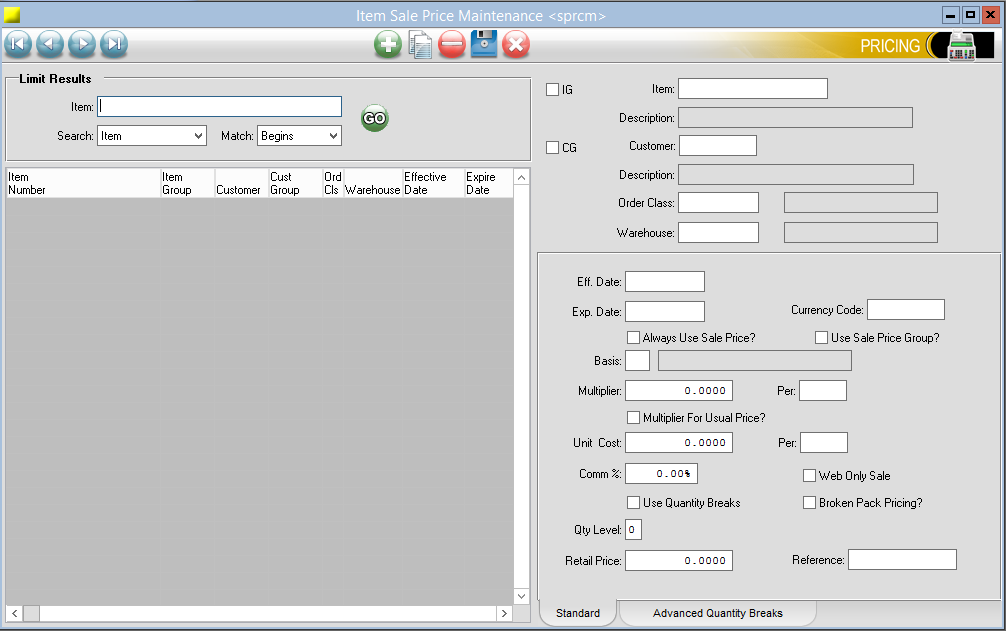 Item Sale Price Maintenance <sprcm>
PRICING
Limit Results
Item:
GO
Search: Item Match: Begins
Item Number
Item Group
Customer
Cust Group
Ord Cls
Warehouse
Effective Date
Expire Date
IG Item:
Description:
CG Customer:
Description:
Order Class:
Warehouse:
Eff. Date:
Exp. Date: Currency Code:
Always Use Sale Price? Use Sale Price Group?
Basis:
Multiplier: 0.0000 Per:
Multiplier For Usual Price?
Unit Cost: 0.0000 Per:
Comm %: 0.00% Web Only Sale
Use Quantity Breaks Broken Pack Pricing?
Qty Level: 0
Retail Price: 0.0000 Reference:
Standard Advanced Quantity Breaks